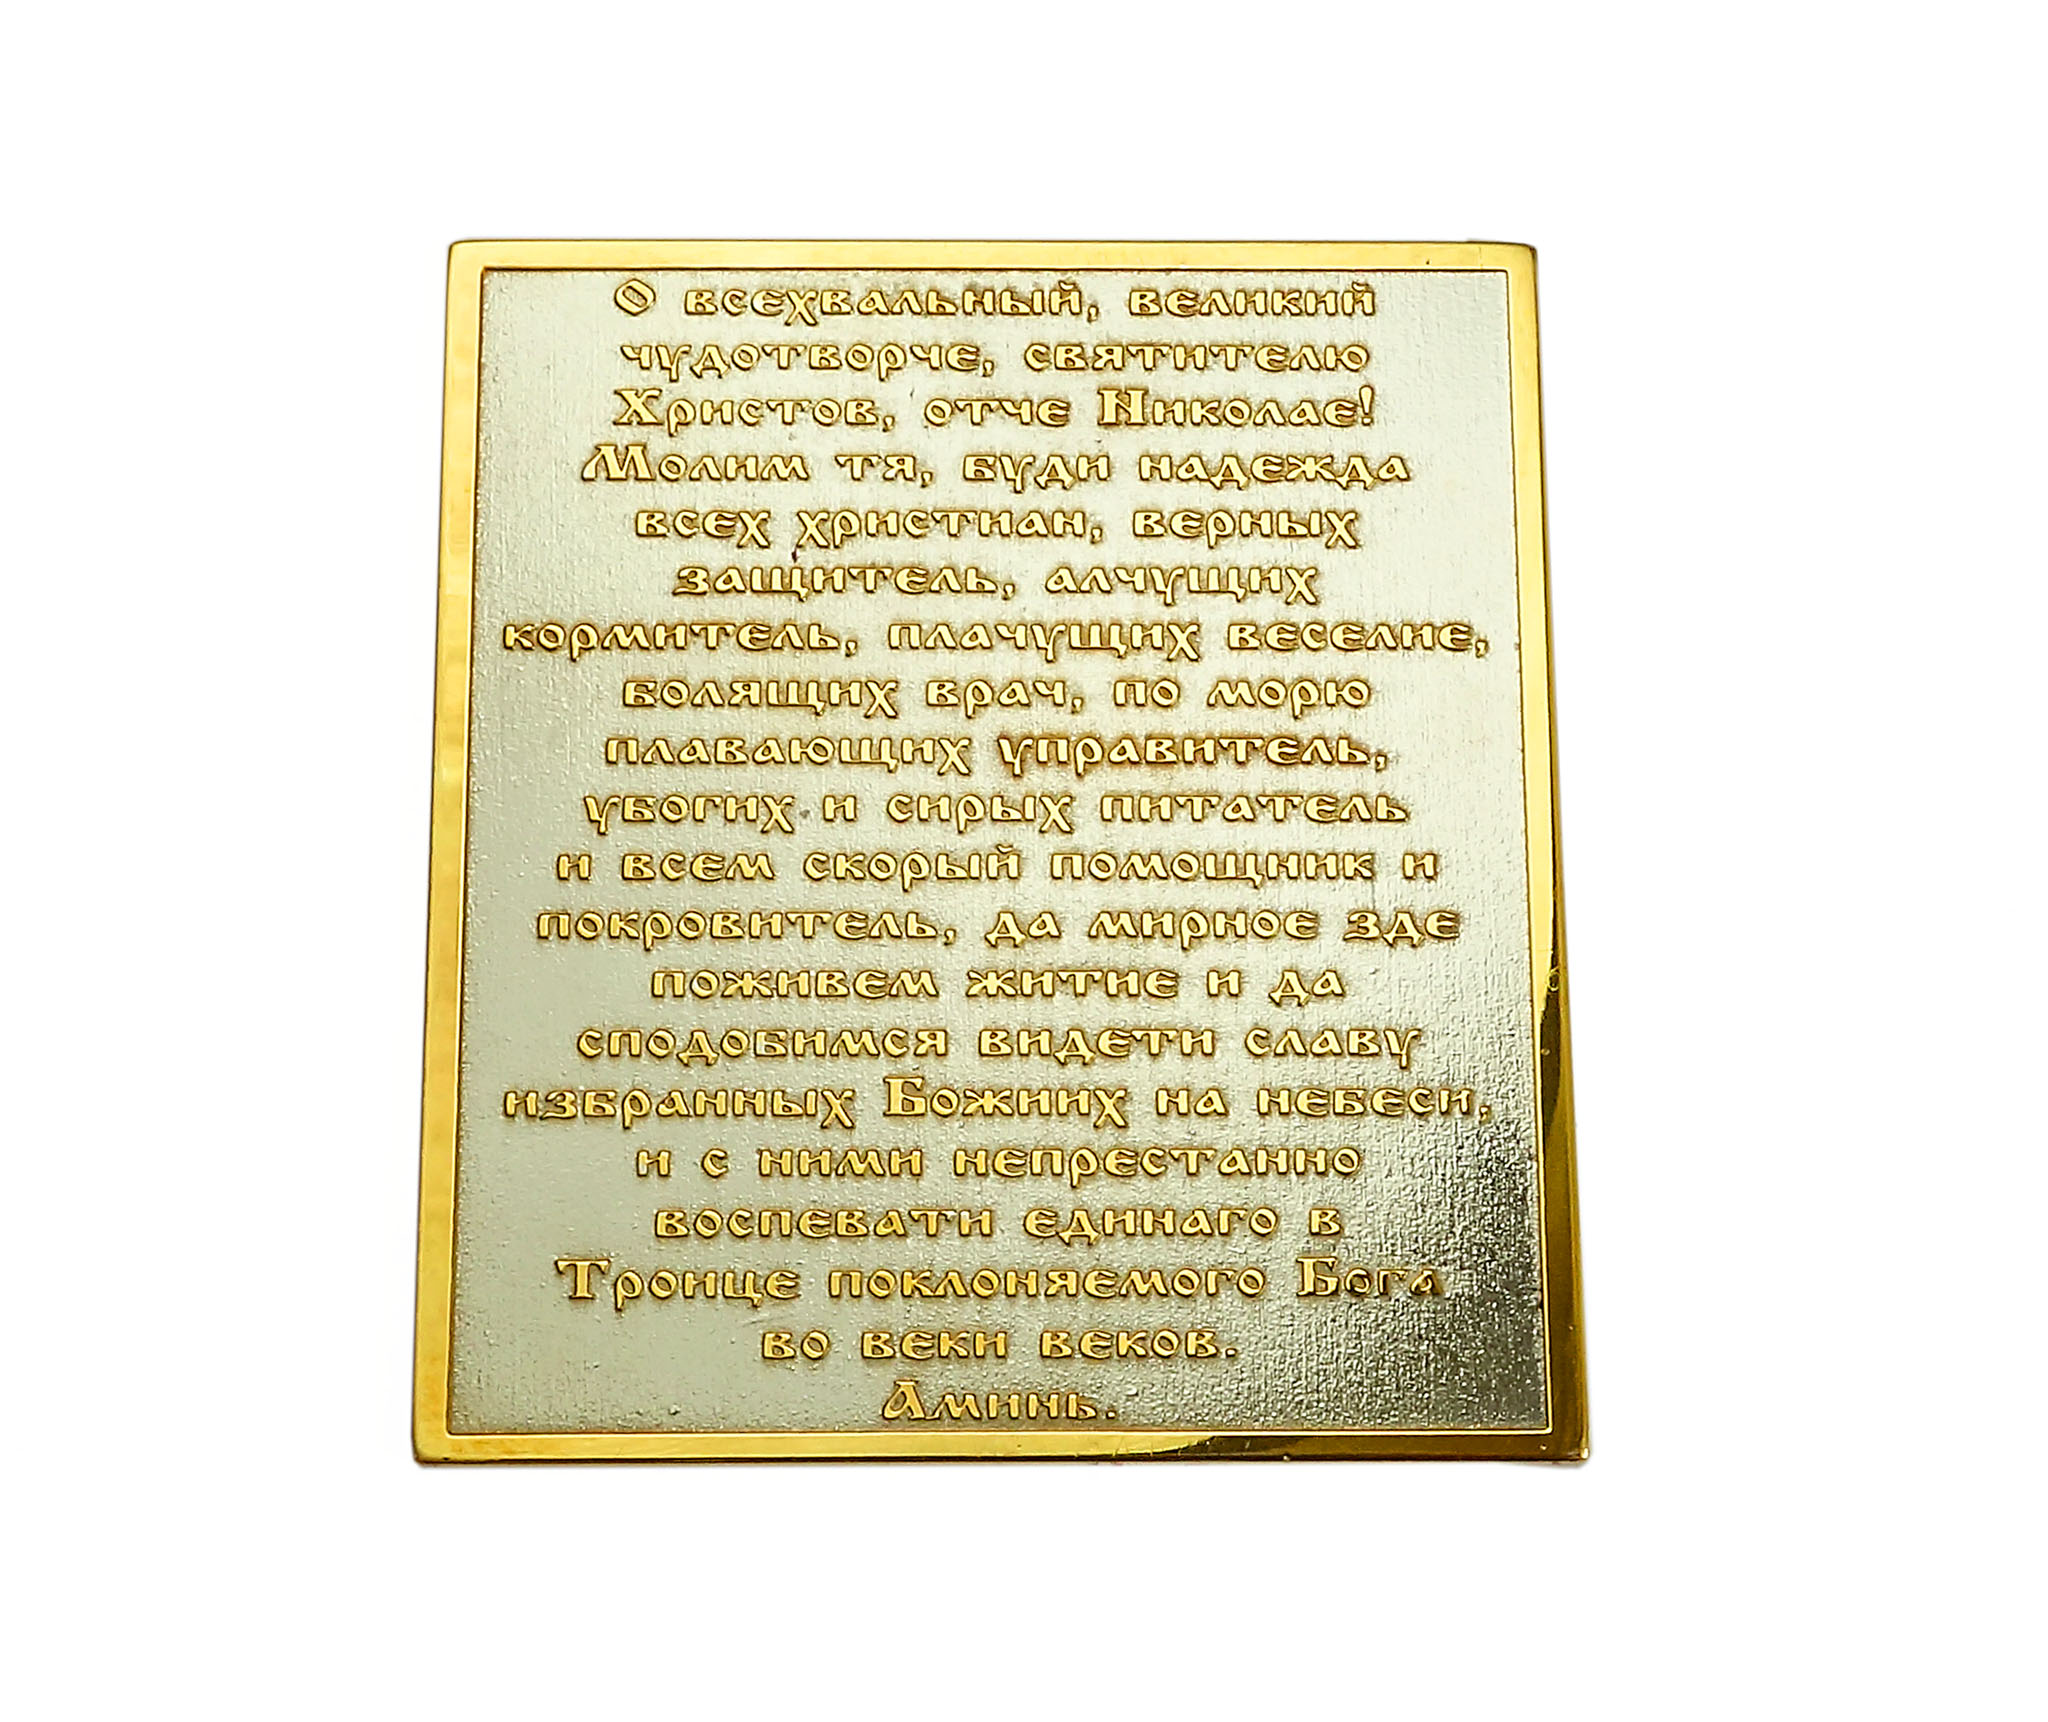 О всехвальный, великий
чудотворче, святителю
Христов, отче Николае!
Молим тя, буди надежда
всех христиан, верных
защитель, алчущих
кормитель, плачущих веселие,
болящих врач, по морю
плавающих управитель,
убогих и сирых питатель
и всем скорый помощник и
покровитель, да мирное зде
поживем житие и да
сподобимся видети славу
избранных Божиих на небеси,
и с ними непрестанно
воспевати единаго в
Троице поклоняемого Бога
во веки веков.
Аминь.